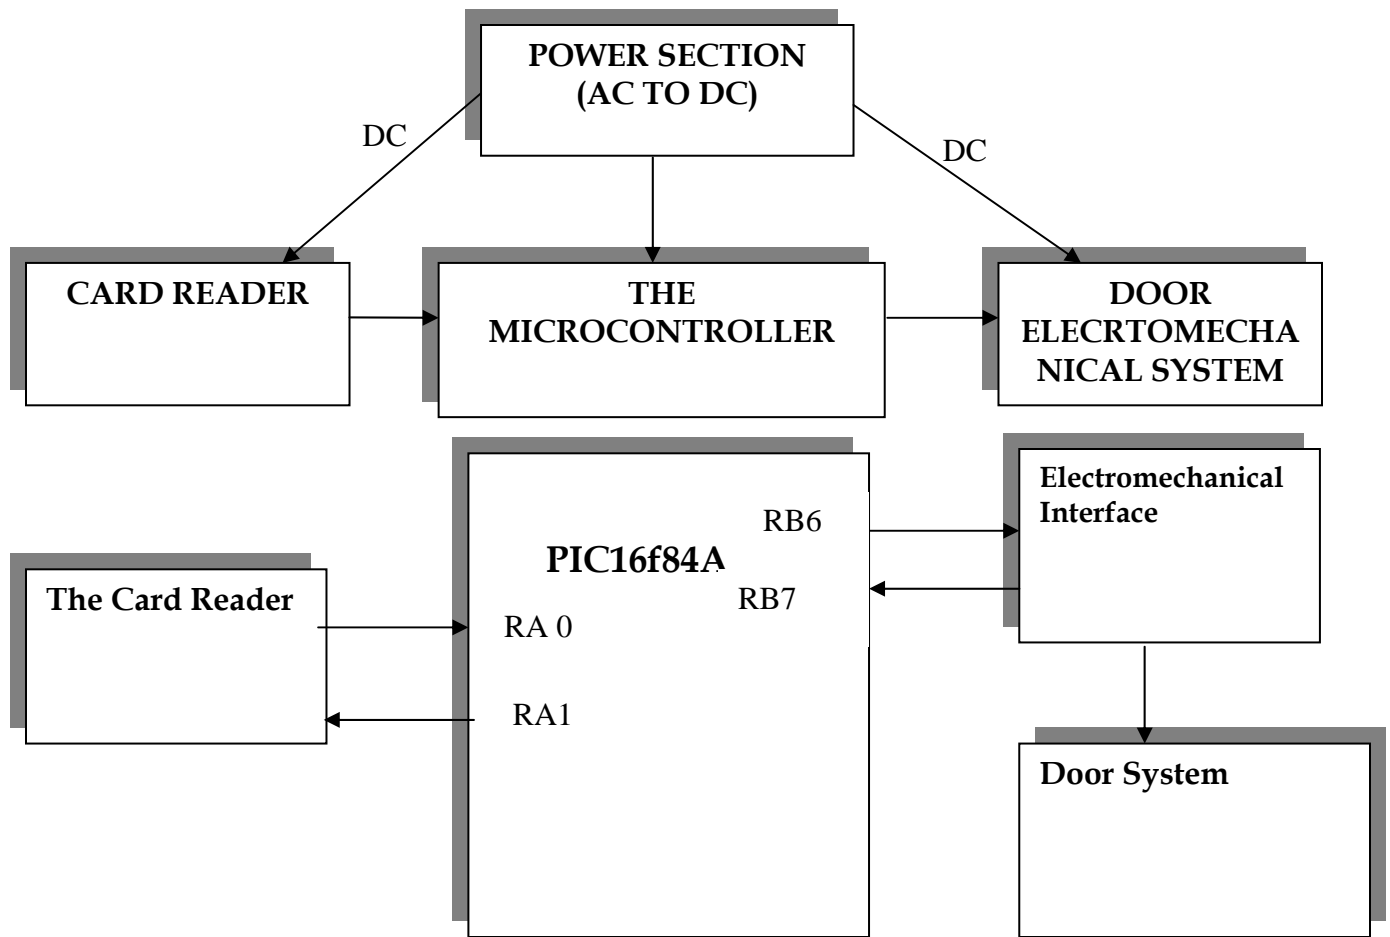 POWER SECTION
(AC TO DC)
DC
DC
CARD READER
THE
MICROCONTROLLER
DOOR
ELECRTOMECHA
NICAL SYSTEM
Electromechanical
Interface
RB6
PIC16f84A
RB7
The Card Reader
RA 0
RA1
Door System